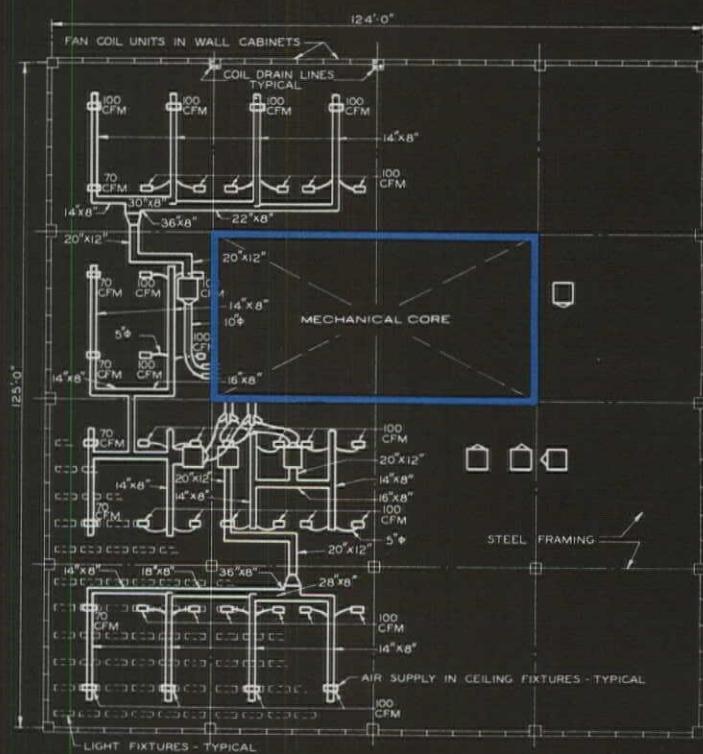 124'-0"
FAN COIL UNITS IN WALL CABINETS
COIL DRAIN LINES
TYPICAL
100
CFM
100
CFM
100
CFM
100
CFM
14"x8"
70
CFM
100
CFM
14"x8"
30"x8"
36"x8"
22"x8"
20"x12"
20"x12"
70
CFM
100
CFM
14"x8"
10"φ
MECHANICAL CORE
125'-0"
5"φ
100
70
CFM
100
CFM
14"x8"
16"x8"
100
CFM
20"x12"
20"x12"
14"x8"
14"x8"
14"x8"
16"x8"
70
CFM
100
CFM
5"φ
STEEL FRAMING
20"x12"
14"x8"
18"x8"
36"x8"
28"x8"
70
CFM
100
CFM
14"x8"
AIR SUPPLY IN CEILING FIXTURES - TYPICAL
100
CFM
LIGHT FIXTURES - TYPICAL